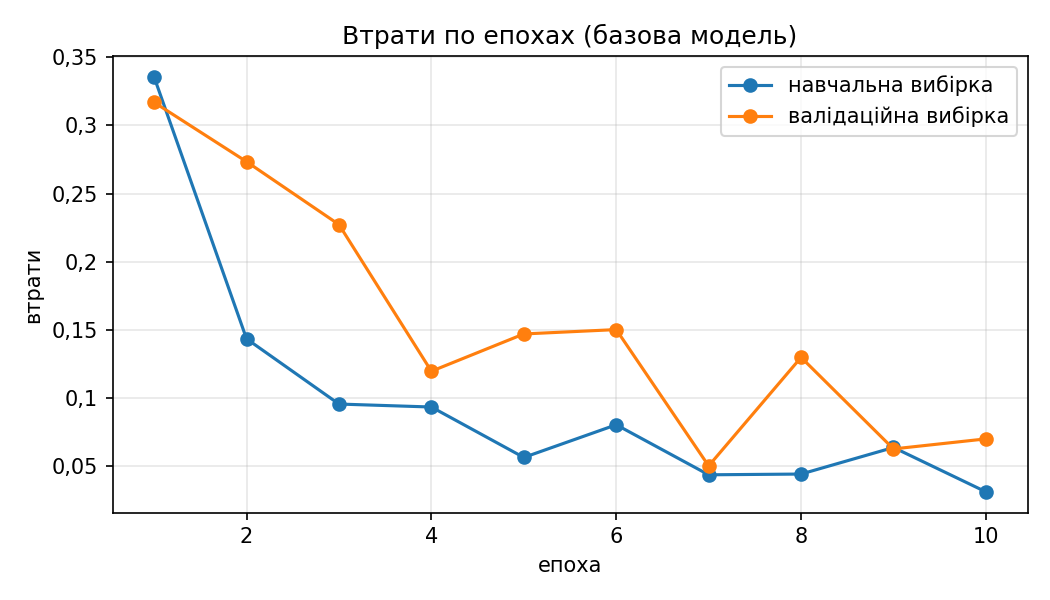 Втрати по епохах (базова модель)
навчальна вибірка
валідаційна вибірка
втрати
0,35
0,3
0,25
0,2
0,15
0,1
0,05
2 4 6 8 10
епоха